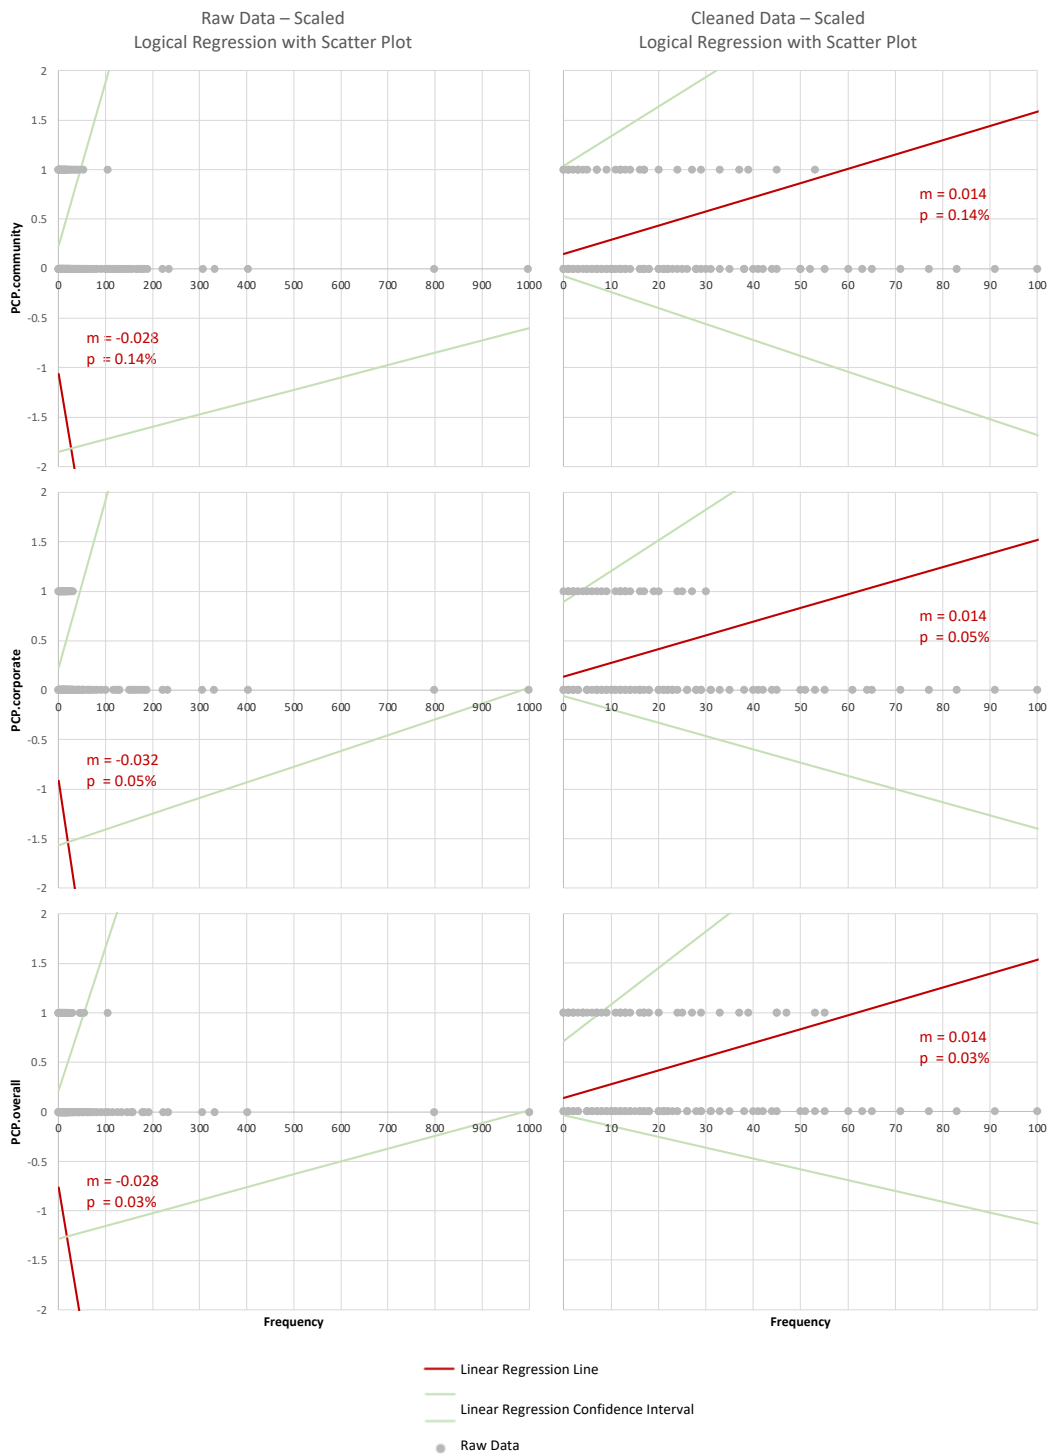 Raw Data – Scaled
Logical Regression with Scatter Plot
Cleaned Data – Scaled
Logical Regression with Scatter Plot
PCP.community
2
1.5
1
0.5
0
-0.5
-1
-1.5
-2
0 100 200 300 400 500 600 700 800 900 1000
m = -0.028
p = 0.14%
0 10 20 30 40 50 60 70 80 90 100
m = 0.014
p = 0.14%
PCP.corporate
2
1.5
1
0.5
0
-0.5
-1
-1.5
-2
0 100 200 300 400 500 600 700 800 900 1000
m = -0.032
p = 0.05%
0 10 20 30 40 50 60 70 80 90 100
m = 0.014
p = 0.05%
PCP.overall
2
1.5
1
0.5
0
-0.5
-1
-1.5
-2
0 100 200 300 400 500 600 700 800 900 1000
m = -0.028
p = 0.03%
0 10 20 30 40 50 60 70 80 90 100
m = 0.014
p = 0.03%
Frequency
Frequency
Linear Regression Line
Linear Regression Confidence Interval
Raw Data